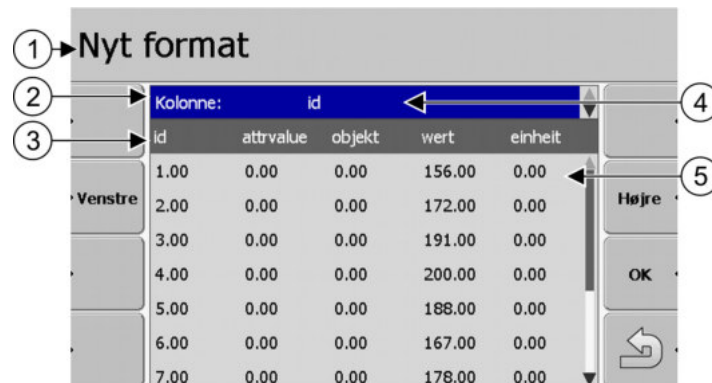 1 Nyt format
2 Kolonne: id 4
3 id attrvalue objekt wert einheit
1.00 0.00 0.00 156.00 0.00 5
Venstre 2.00 0.00 0.00 172.00 0.00 Højre
3.00 0.00 0.00 191.00 0.00
4.00 0.00 0.00 200.00 0.00 OK
5.00 0.00 0.00 188.00 0.00
6.00 0.00 0.00 167.00 0.00
7.00 0.00 0.00 178.00 0.00